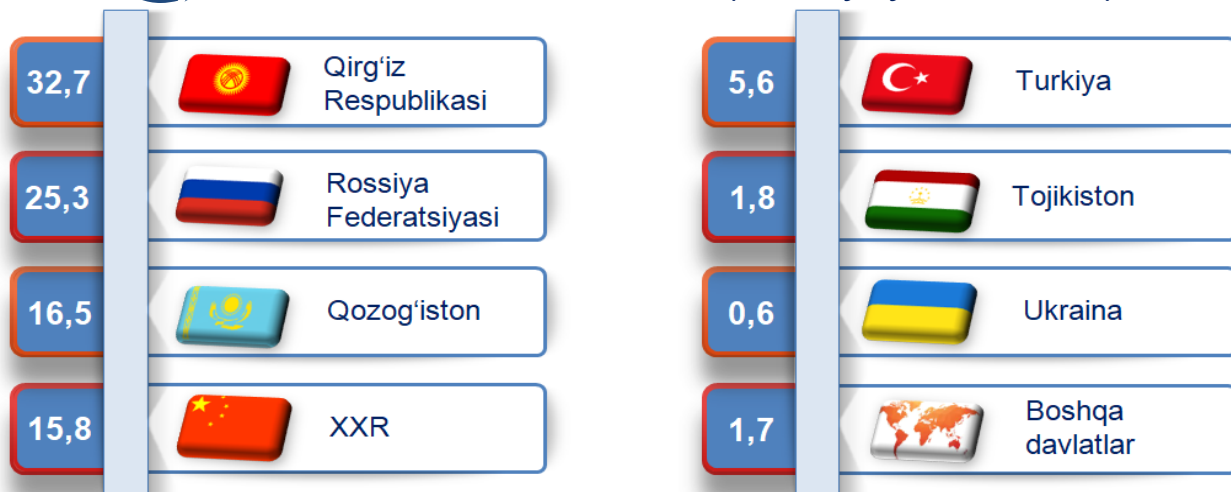 32,7
Qirg‘iz
Respublikasi
25,3
Rossiya
Federatsiyasi
16,5
Qozog‘iston
15,8
XXR
5,6
Turkiya
1,8
Tojikiston
0,6
Ukraina
1,7
Boshqa
davlatlar